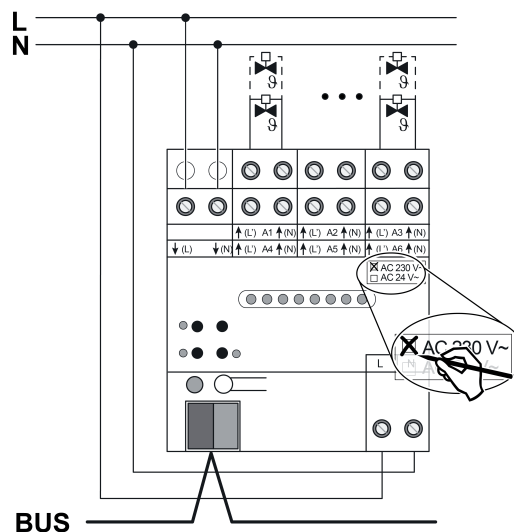 L
N
ϑ ϑ
ϑ ϑ
↑ (L') A1 ↑ (N) ↑ (L') A2 ↑ (N) ↑ (L') A3 ↑ (N)
↓ (L) ↓ (N) ↑ (L') A4 ↑ (N) ↑ (L') A5 ↑ (N) ↑ (L') A6 ↑ (N)
☒ AC 230 V~
☐ AC 24 V~
☒ AC 230 V~
L N
BUS